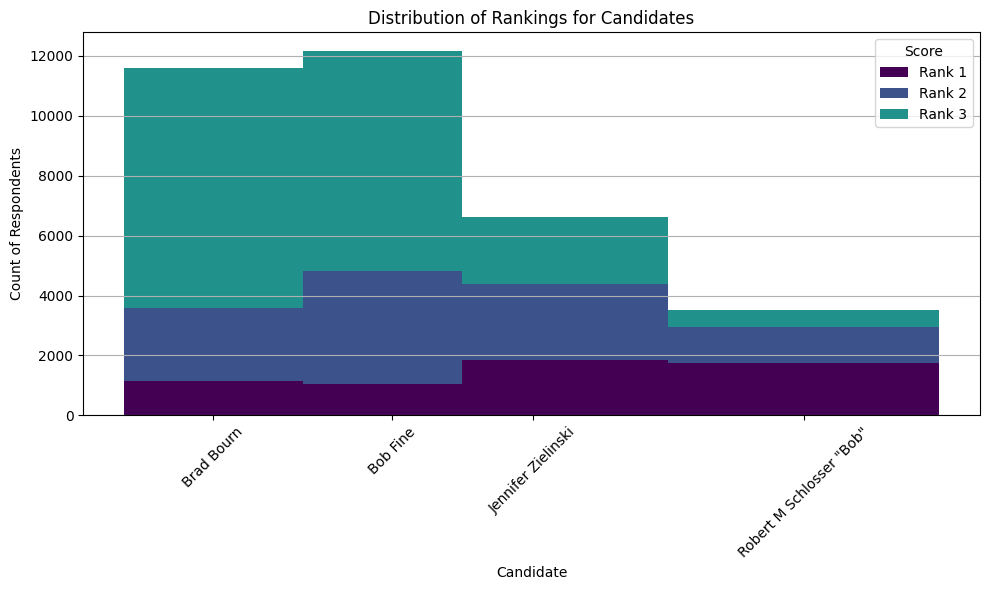 Distribution of Rankings for Candidates
Score
Rank 1
Rank 2
Rank 3
12000
10000
8000
6000
4000
2000
0
Count of Respondents
Brad Bourn
Bob Fine
Jennifer Zielinski
Robert M Schlosser "Bob"
Candidate